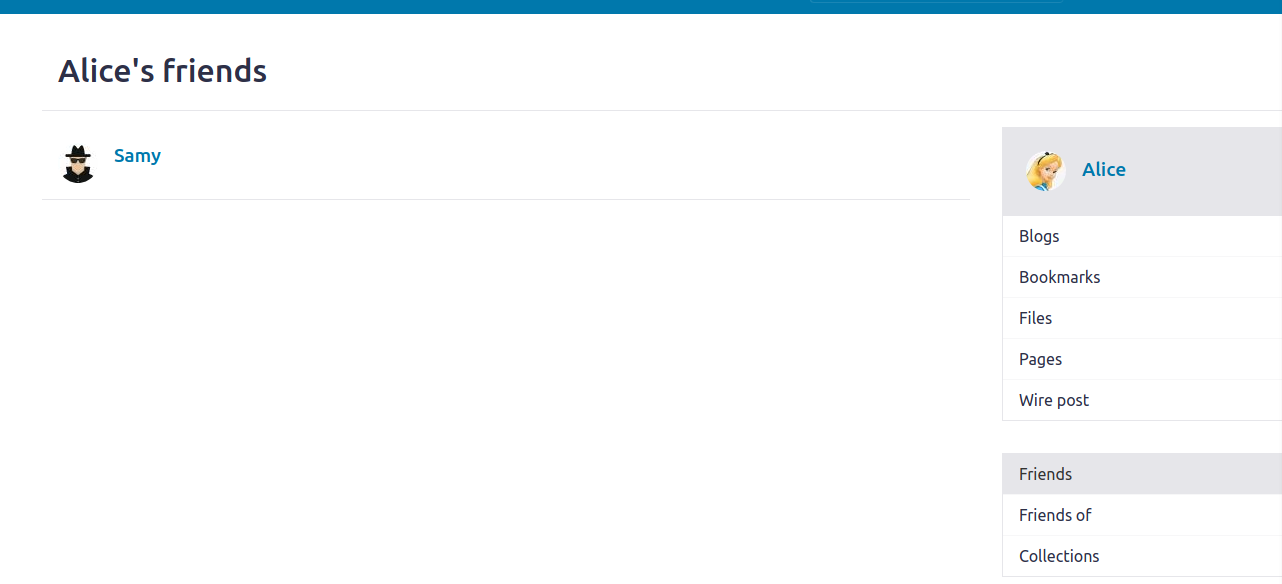 Alice's friends
Samy
Alice
Blogs
Bookmarks
Files
Pages
Wire post
Friends
Friends of
Collections